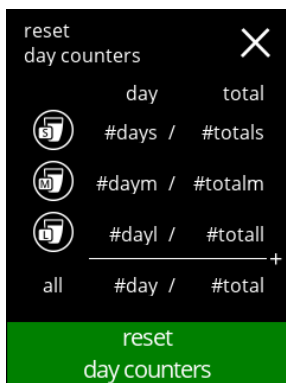 reset
day counters
day total
S #days / #totals
M #daym / #totalm
L #dayl / #totall
+
all #day / #total
reset
day counters